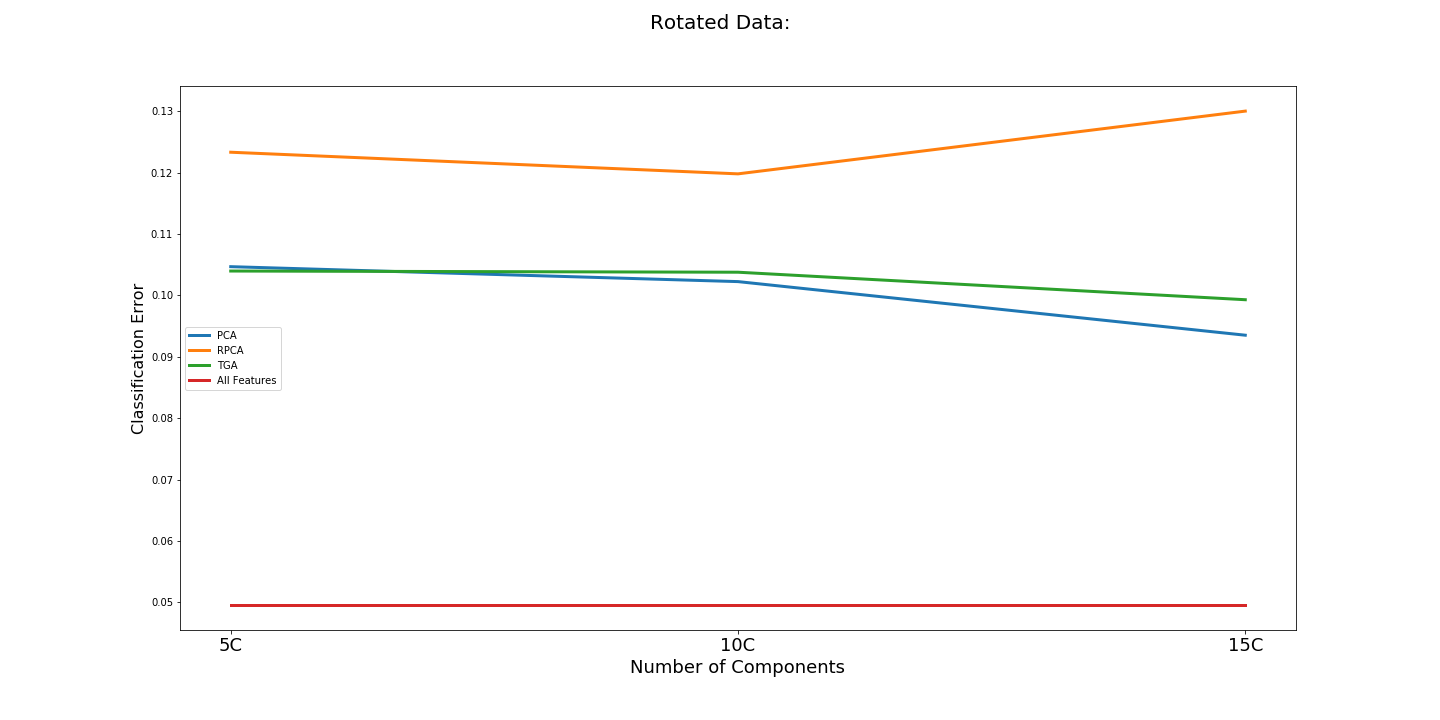 Rotated Data:
0.13
0.12
0.11
0.10
0.09
0.08
0.07
0.06
0.05
Classification Error
PCA
RPCA
TGA
All Features
5C 10C 15C
Number of Components